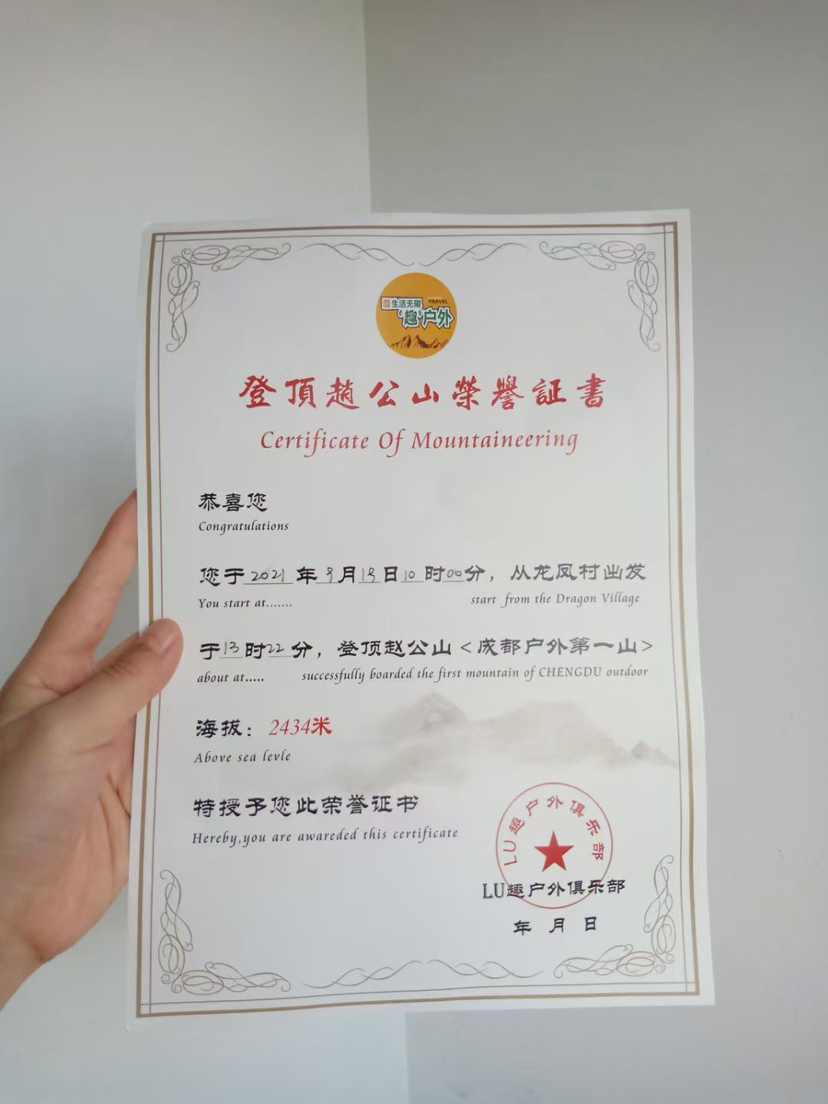 生活无限
TRAVEL
趣户外
登頂趙公山榮譽証書
Certificate Of Mountaineering
恭喜您
Congratulations
您于2021年9月19日10时00分，从龙凤村出发
You start at....... start from the Dragon Village
于13时22分，登顶赵公山<成都户外第一山>
about at..... successfully boarded the first mountain of CHENGDU outdoor
海拔：2434米
Above sea levle
特授予您此荣誉证书
Hereby,you are awareded this certificate
LU趣户外俱乐部
LU趣户外俱乐部
年 月 日